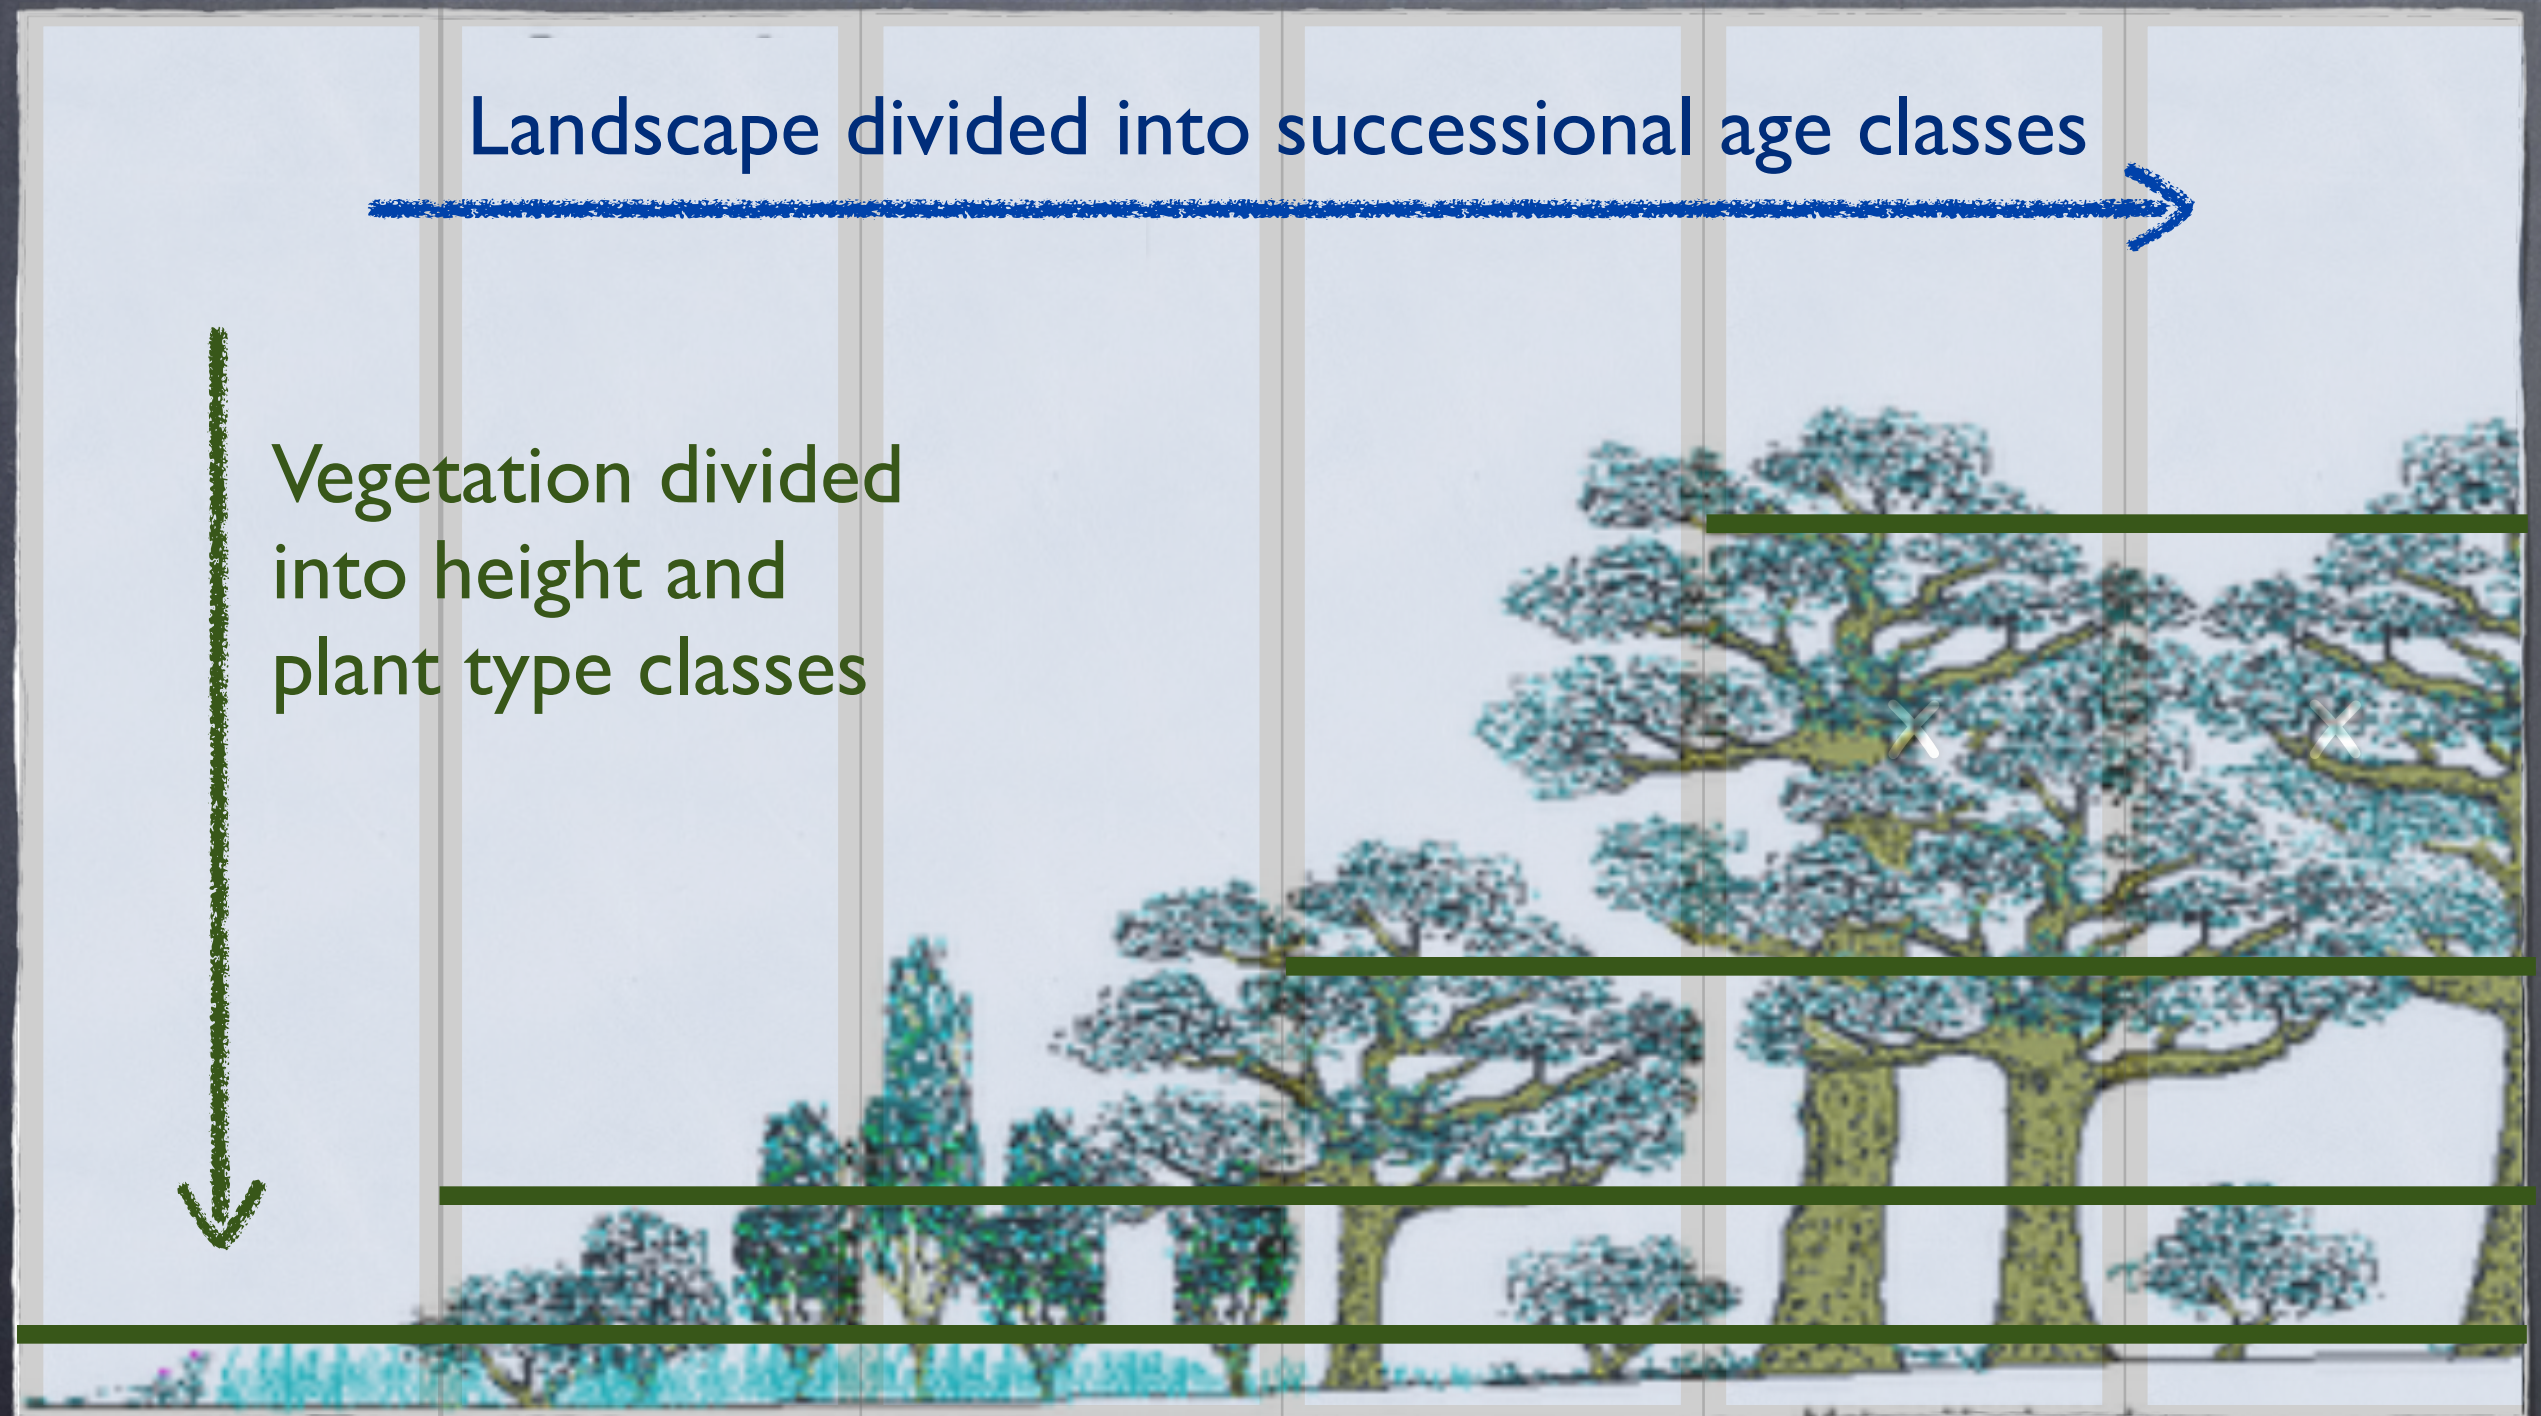 Landscape divided into successional age classes
Vegetation divided
into height and
plant type classes